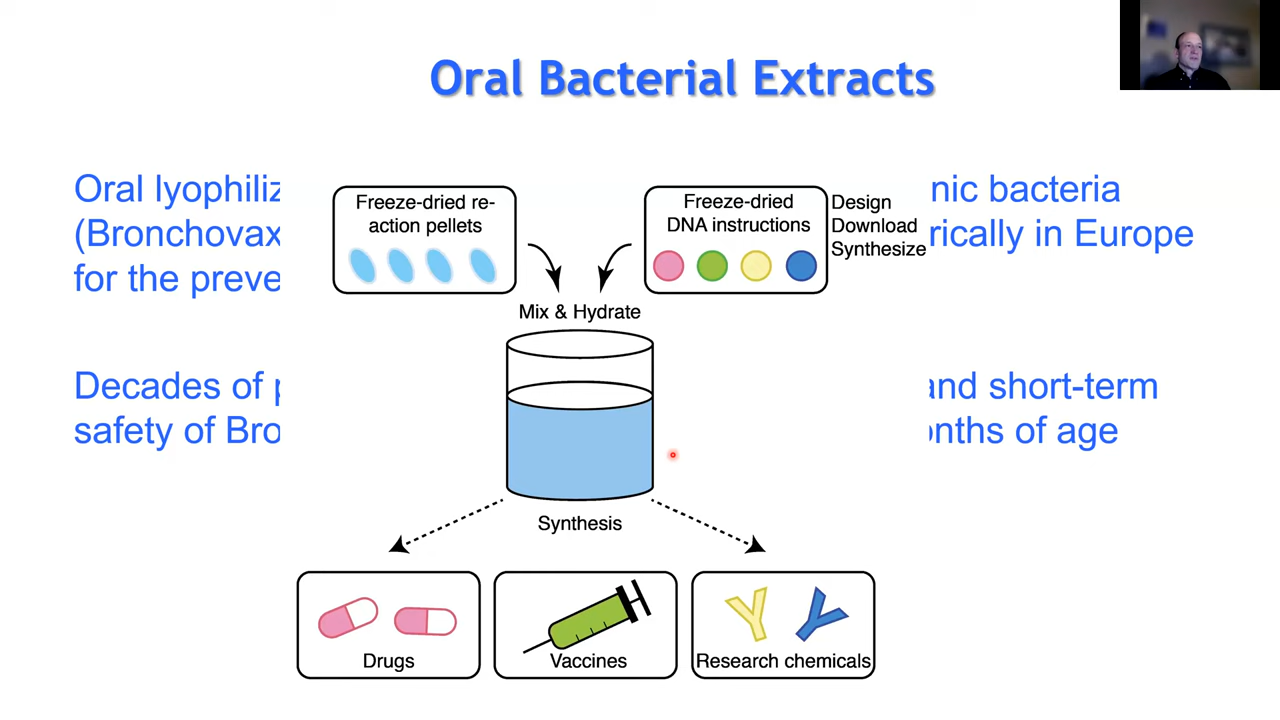 Oral Bacterial Extracts
Oral lyophiliz
nic bacteria
(Bronchovax
rically in Europe
for the preve
Freeze-dried re-
action pellets
Freeze-dried
DNA instructions
Design
Download
Synthesize
Mix & Hydrate
Decades of p
and short-term
safety of Bro
onths of age
Synthesis
Drugs
Vaccines
Research chemicals